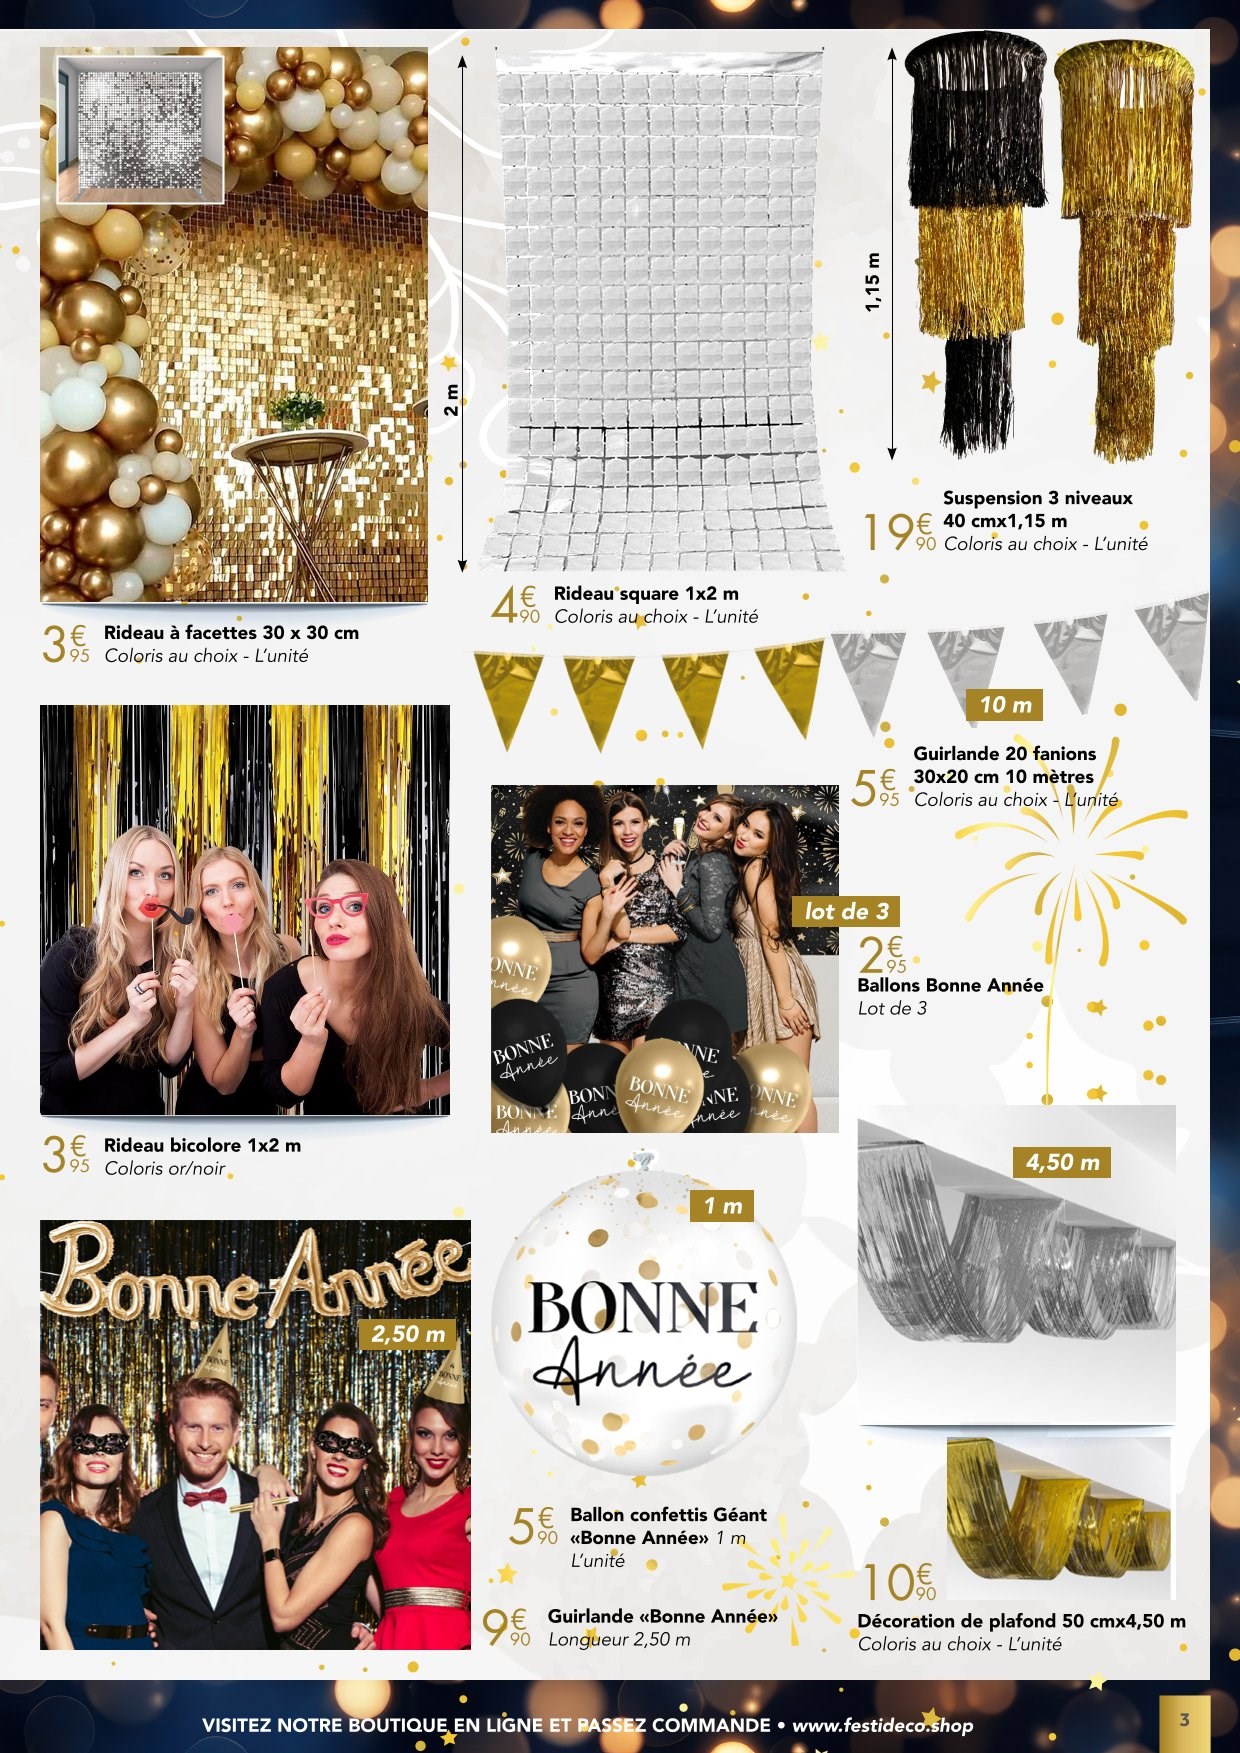 2 m
1,15 m
3€95 Rideau à facettes 30 x 30 cm
Coloris au choix - L'unité
4€90 Rideau square 1x2 m
Coloris au choix - L'unité
19€90 Suspension 3 niveaux
40 cmx1,15 m
Coloris au choix - L'unité
10 m
5€95 Guirlande 20 fanions
30x20 cm 10 mètres
Coloris au choix - L'unité
3€95 Rideau bicolore 1x2 m
Coloris or/noir
lot de 3
2€95
Ballons Bonne Année
Lot de 3
BONNE
Année
BONNE
Année
Bonne Année
2,50 m
1 m
BONNE
Année
5€90 Ballon confettis Géant
«Bonne Année» 1 m
L'unité
9€90 Guirlande «Bonne Année»
Longueur 2,50 m
4,50 m
10€90
Décoration de plafond 50 cmx4,50 m
Coloris au choix - L'unité
VISITEZ NOTRE BOUTIQUE EN LIGNE ET PASSEZ COMMANDE • www.festideco.shop
3